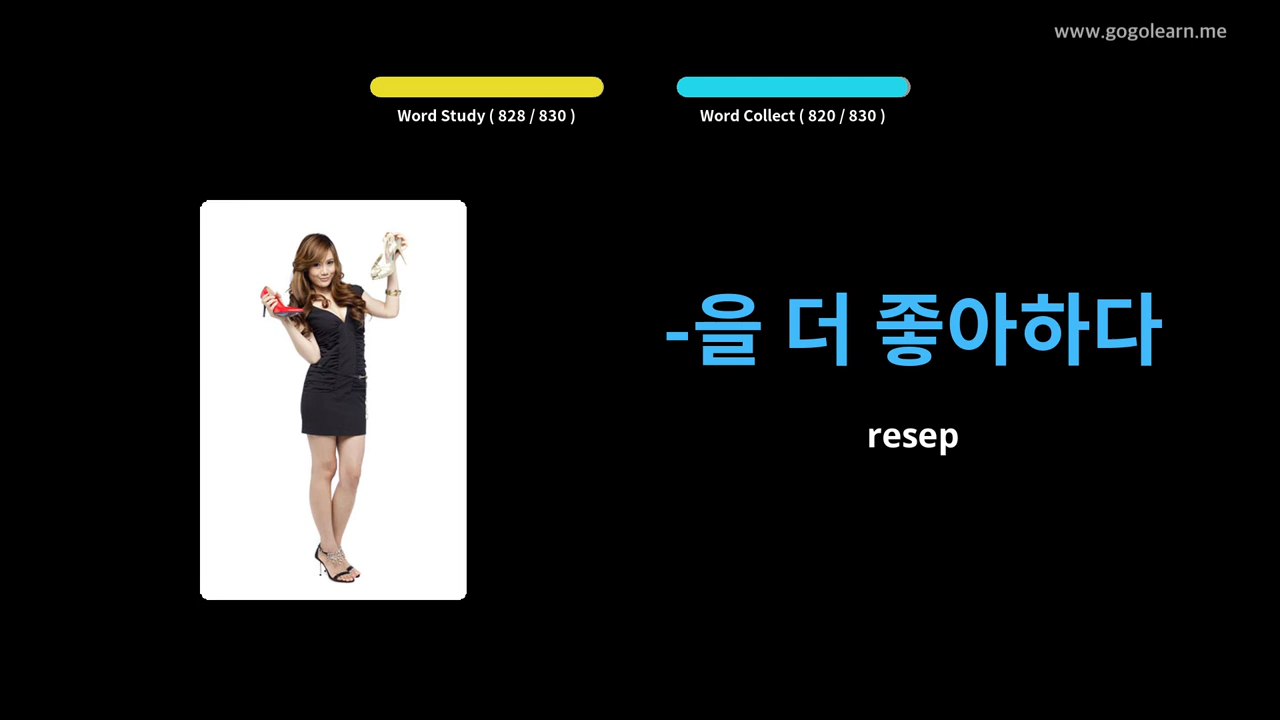 www.gogolearn.me
Word Study ( 828 / 830 )
Word Collect ( 820 / 830 )
-을 더 좋아하다
resep